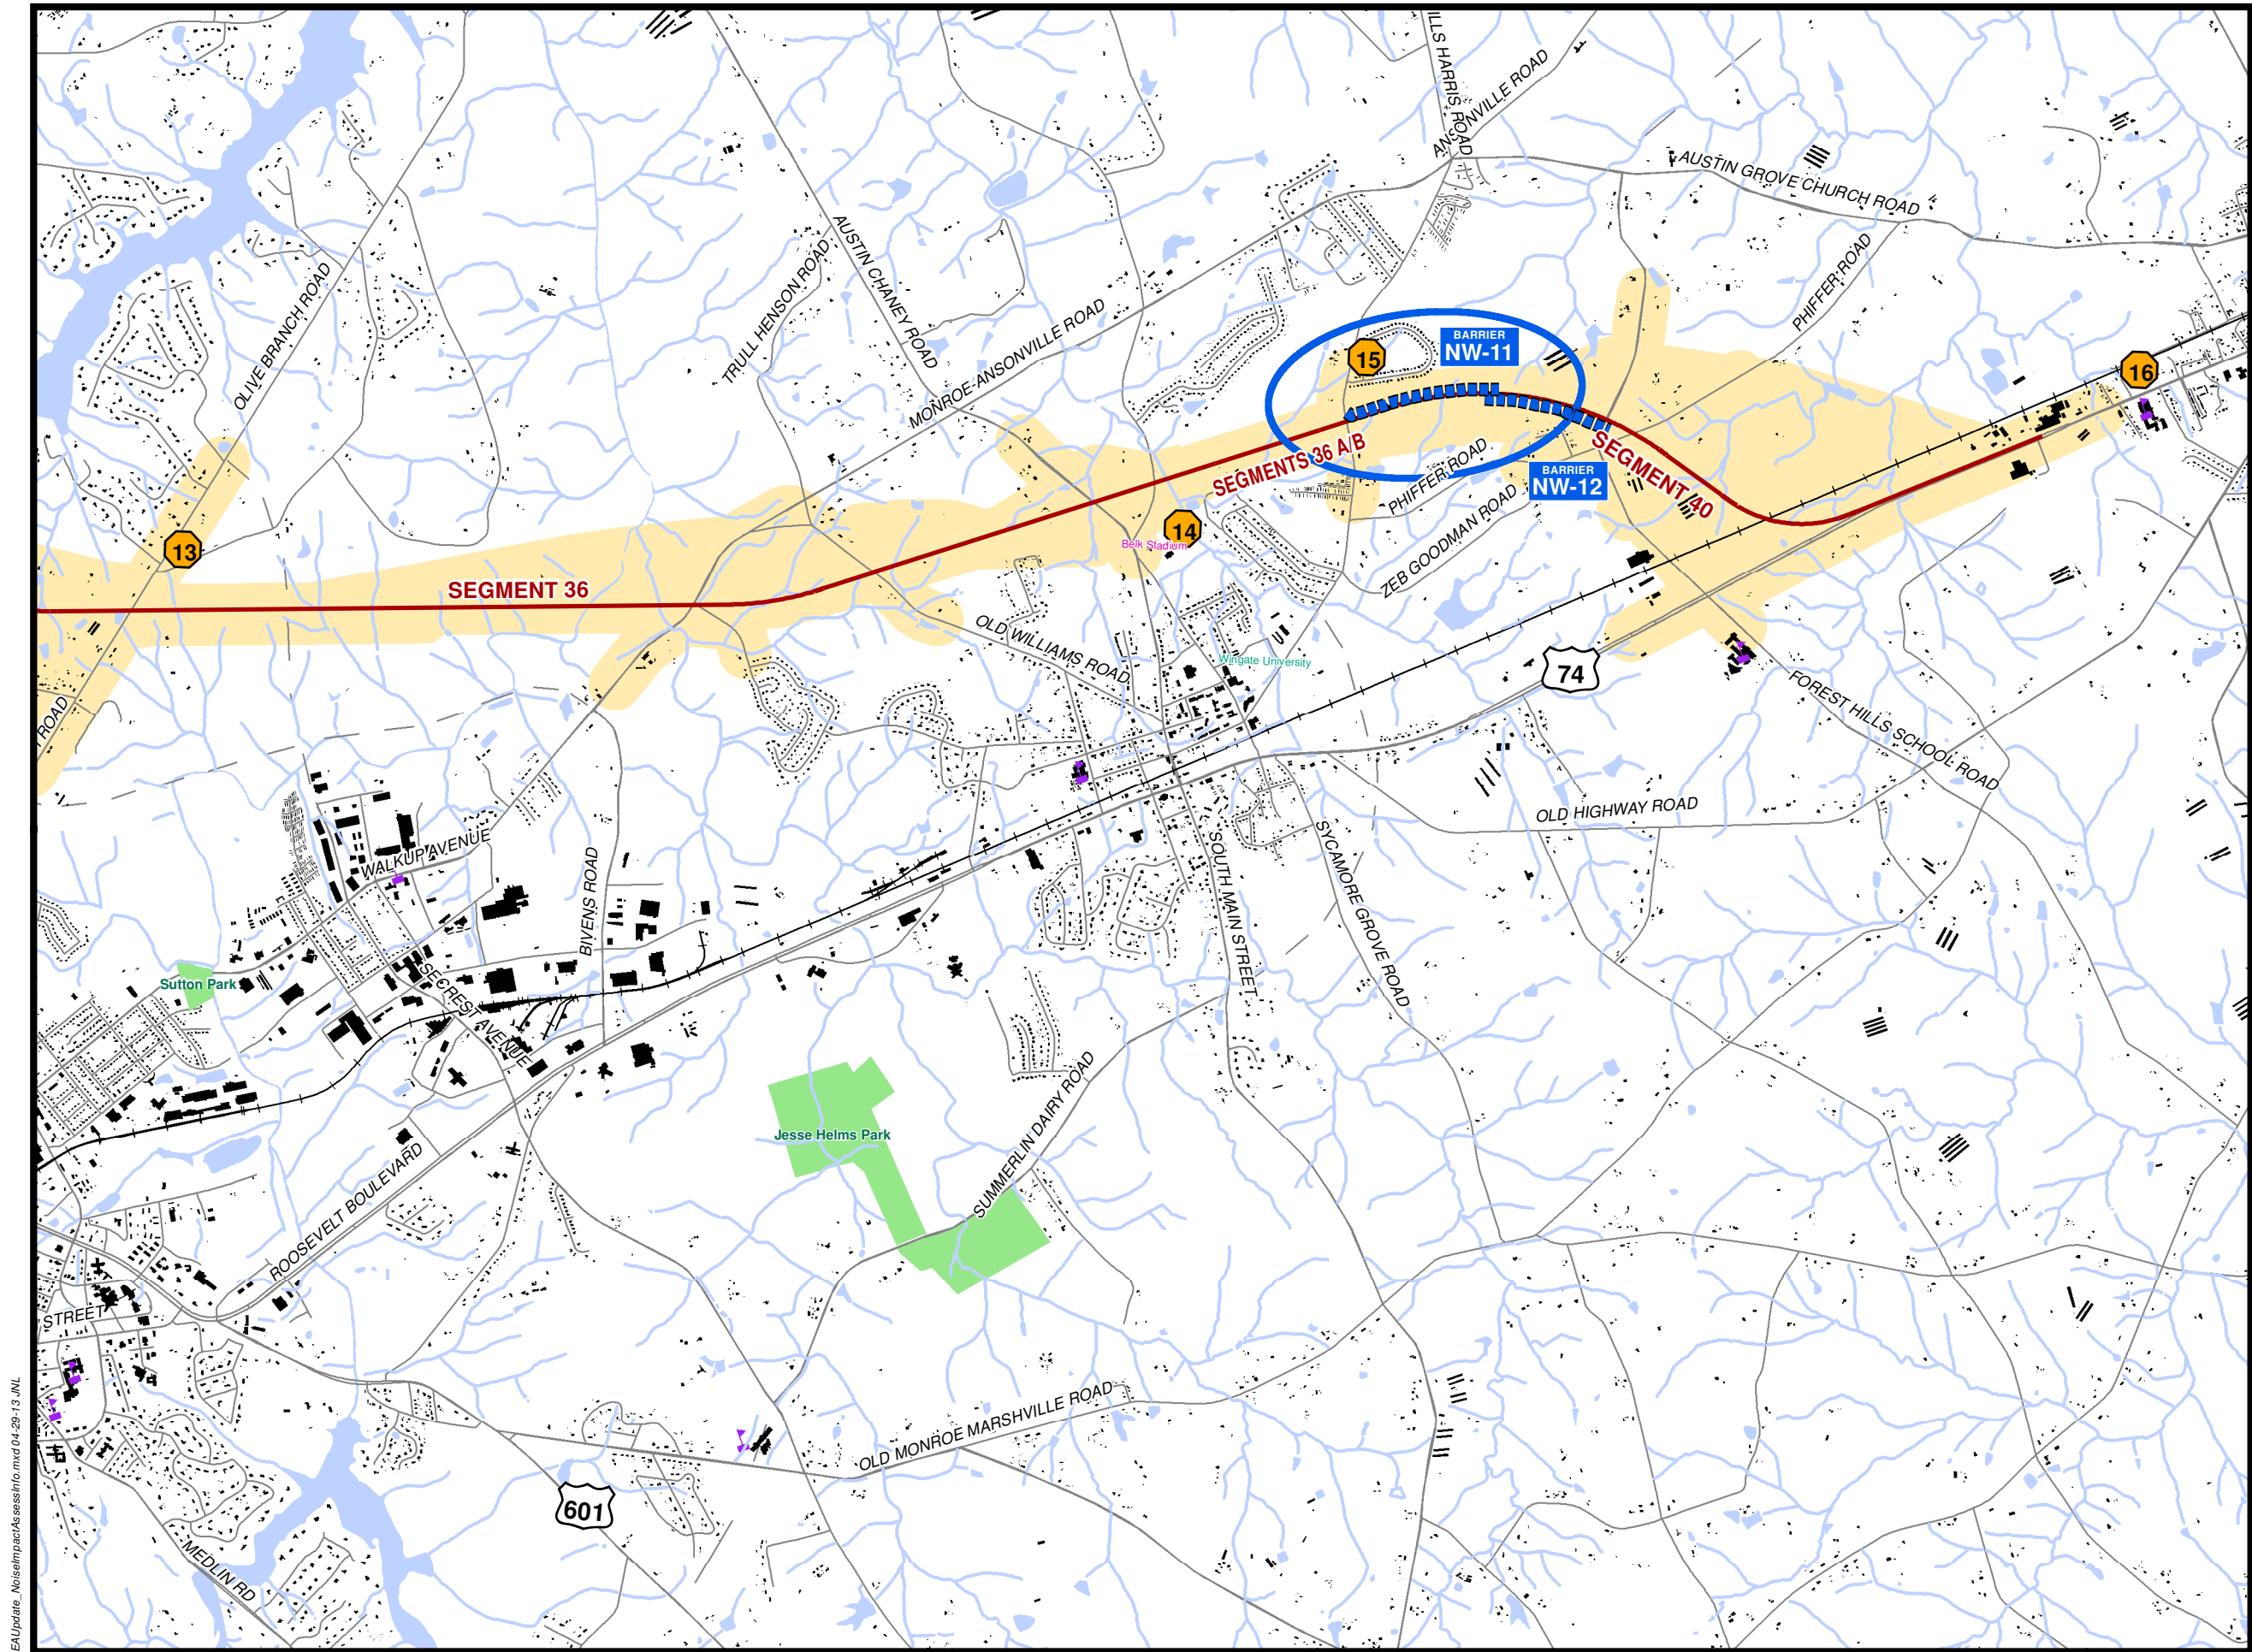 ILLS HARRIS ROAD
ANSONVILLE ROAD
AUSTIN GROVE CHURCH ROAD
AUSTIN CHANEY ROAD
TRULL HENSON ROAD
OLIVE BRANCH ROAD
PHIFFER ROAD
MONROE-ANSONVILLE ROAD
15
BARRIER
NW-11
16
SEGMENTS 36 A/B
SEGMENT 40
PHIFFER ROAD
BARRIER
NW-12
14
Belk Stadium
13
ZEB GOODMAN ROAD
SEGMENT 36
OLD WILLIAMS ROAD
Wingate University
74
FOREST HILLS SCHOOL ROAD
ROAD
OLD HIGHWAY ROAD
WALKUP AVENUE
BIVENS ROAD
SOUTH MAIN STREET
SYCAMORE GROVE ROAD
Sutton Park
SECREST AVENUE
Jesse Helms Park
SUMMERLIN DAIRY ROAD
ROOSEVELT BOULEVARD
STREET
OLD MONROE MARSHVILLE ROAD
601
MEDLIN RD
EAUpdate_NoiseImpactAssessInfo.mxd 04-29-13 JNL